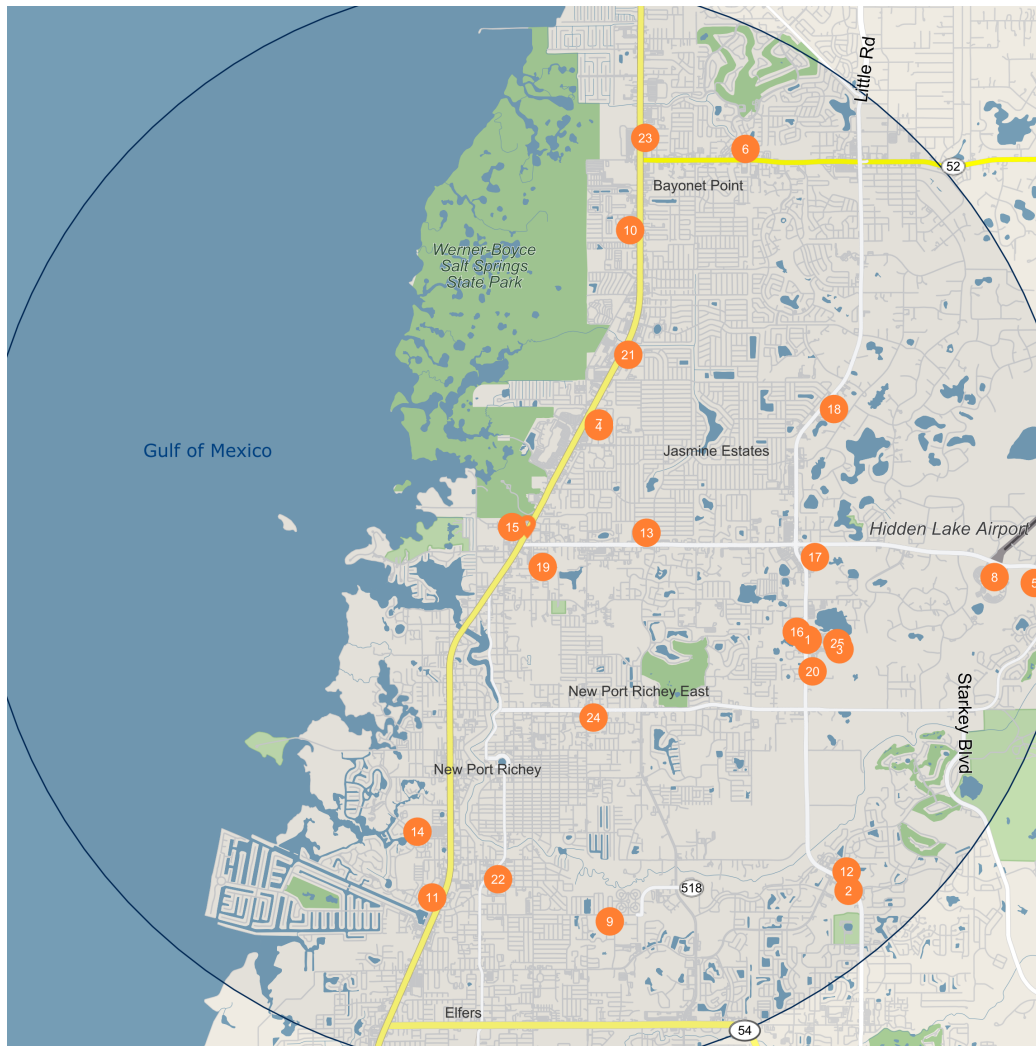 Little Rd
23
6
52
Bayonet Point
10
Werner-Boyce
Salt Springs
State Park
21
18
4
Gulf of Mexico
Jasmine Estates
15
13
Hidden Lake Airport
17
19
8
5
16
1
25
3
20
New Port Richey East
Starkey Blvd
24
New Port Richey
14
12
22
518
2
11
9
Elfers
54